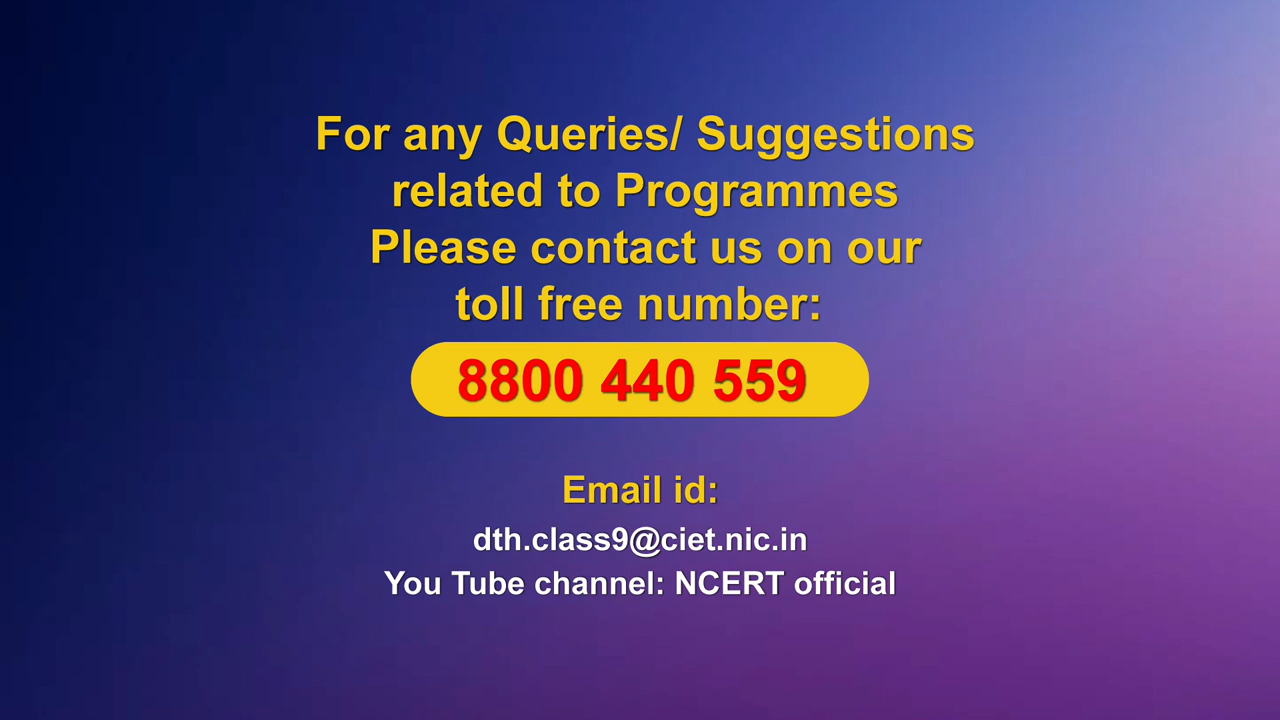 For any Queries/ Suggestions
related to Programmes
Please contact us on our
toll free number:
8800 440 559
Email id:
dth.class9@ciet.nic.in
You Tube channel: NCERT official